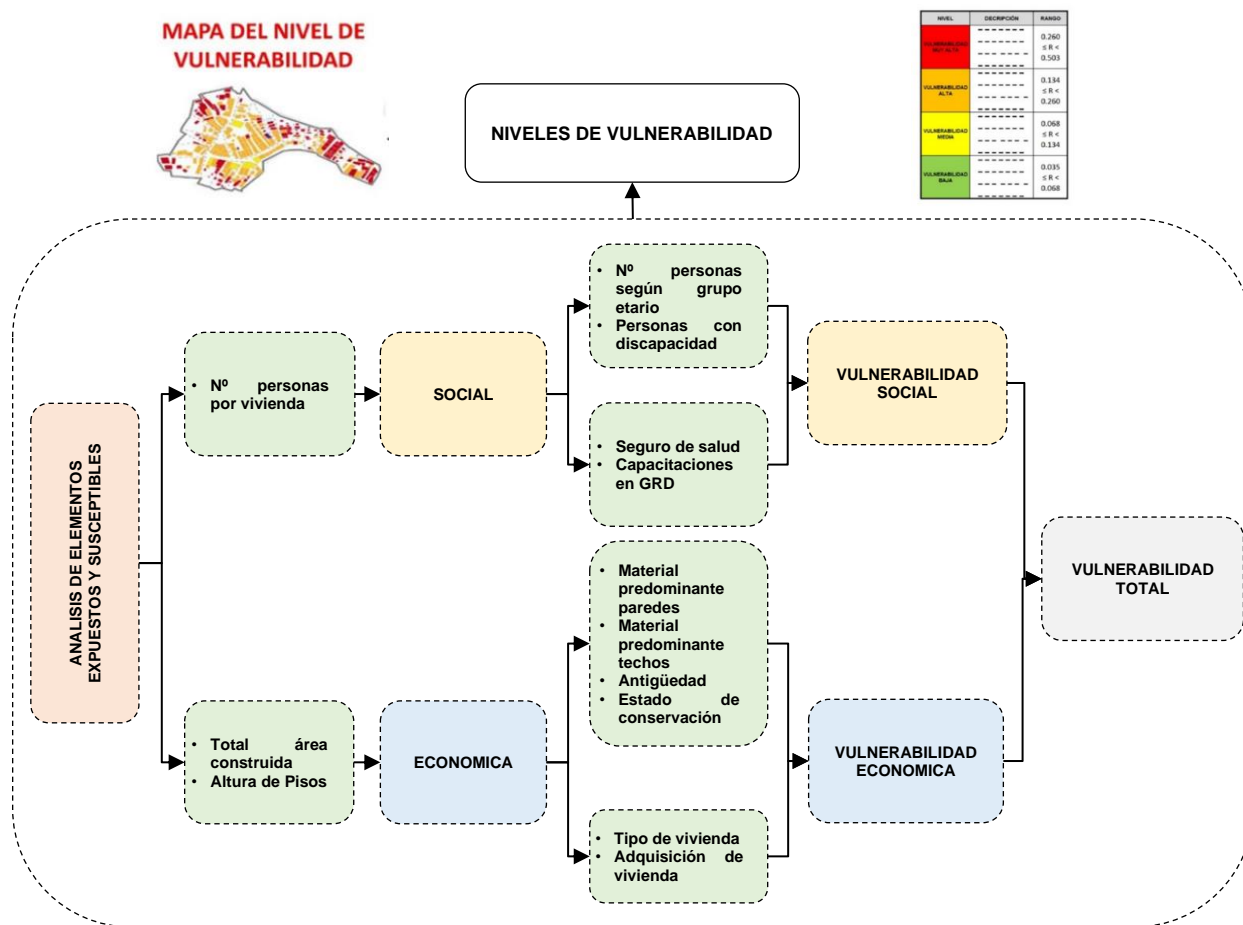 MAPA DEL NIVEL DE
VULNERABILIDAD
NIVEL DECRIPCIÓN RANGO
VULNERABILIDAD
MUY ALTA
0.260
≤ R <
0.503
VULNERABILIDAD
ALTA
0.134
≤ R <
0.260
VULNERABILIDAD
MEDIA
0.068
≤ R <
0.134
VULNERABILIDAD
BAJA
0.035
≤ R <
0.068
NIVELES DE VULNERABILIDAD
ANALISIS DE ELEMENTOS
EXPUESTOS Y SUSCEPTIBLES
• Nº personas
por vivienda
SOCIAL
• Nº personas
según grupo
etario
• Personas con
discapacidad
• Seguro de salud
• Capacitaciones
en GRD
VULNERABILIDAD
SOCIAL
• Total área
construida
• Altura de Pisos
ECONOMICA
• Material
predominante
paredes
• Material
predominante
techos
• Antigüedad
• Estado de
conservación
• Tipo de vivienda
• Adquisición de
vivienda
VULNERABILIDAD
ECONOMICA
VULNERABILIDAD
TOTAL